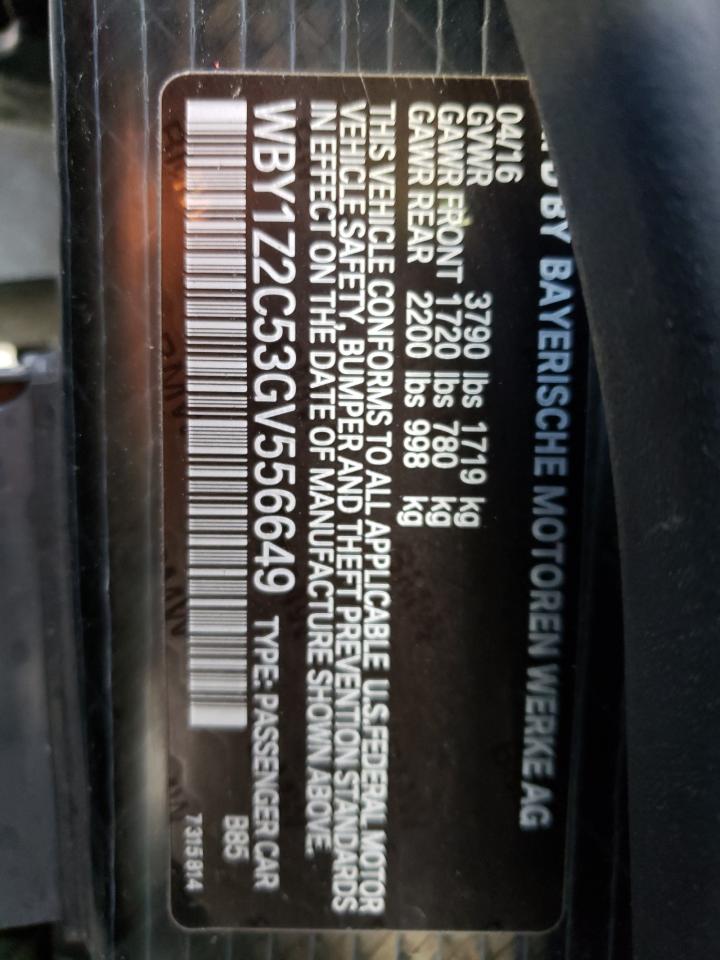 BY BAYERISCHE MOTOREN WERKE AG
04/16
GVWR 3790 lbs 1719 kg
GAWR FRONT 1720 lbs 780 kg
GAWR REAR 2200 lbs 998 kg
THIS VEHICLE CONFORMS TO ALL APPLICABLE U.S.FEDERAL MOTOR
VEHICLE SAFETY, BUMPER AND THEFT PREVENTION STANDARDS
IN EFFECT ON THE DATE OF MANUFACTURE SHOWN ABOVE.
WBY1Z2C53GV556649 TYPE: PASSENGER CAR
B85
7315814